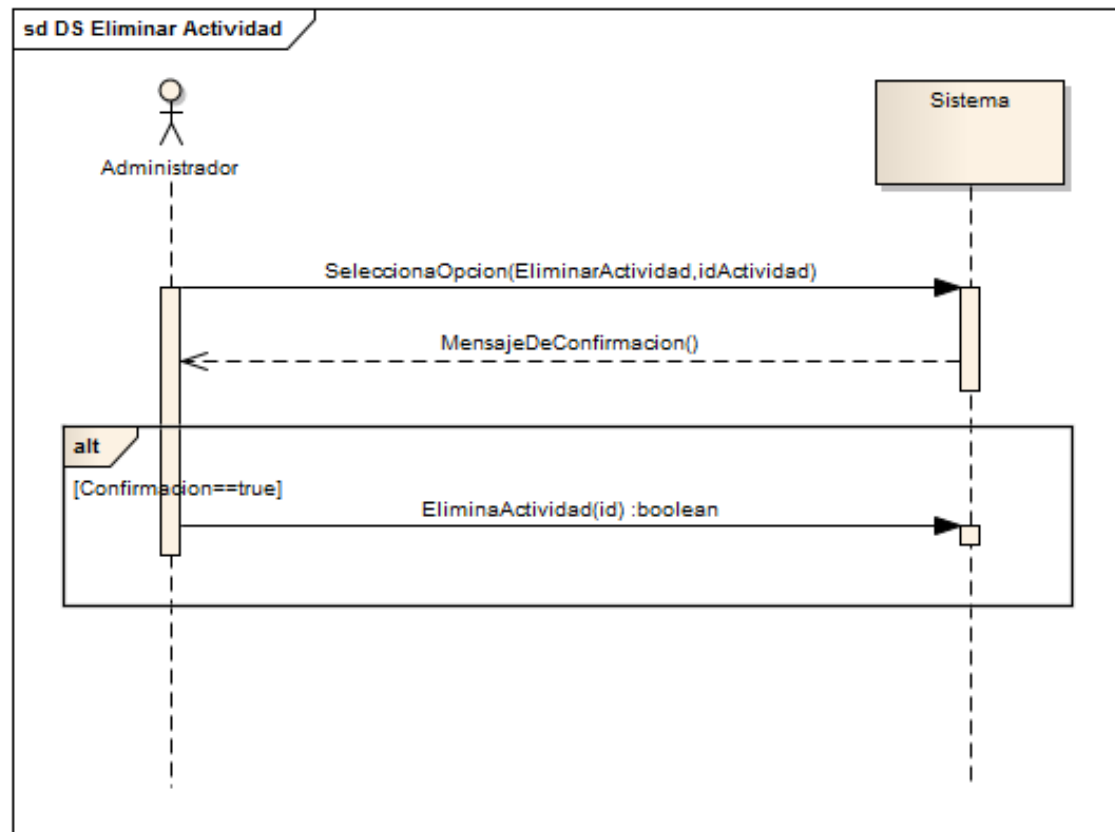 sd DS Eliminar Actividad
Administrador
Sistema
SeleccionaOpcion(EliminarActividad,idActividad)
MensajeDeConfirmacion()
alt
[Confirmacion==true]
EliminaActividad(id) :boolean